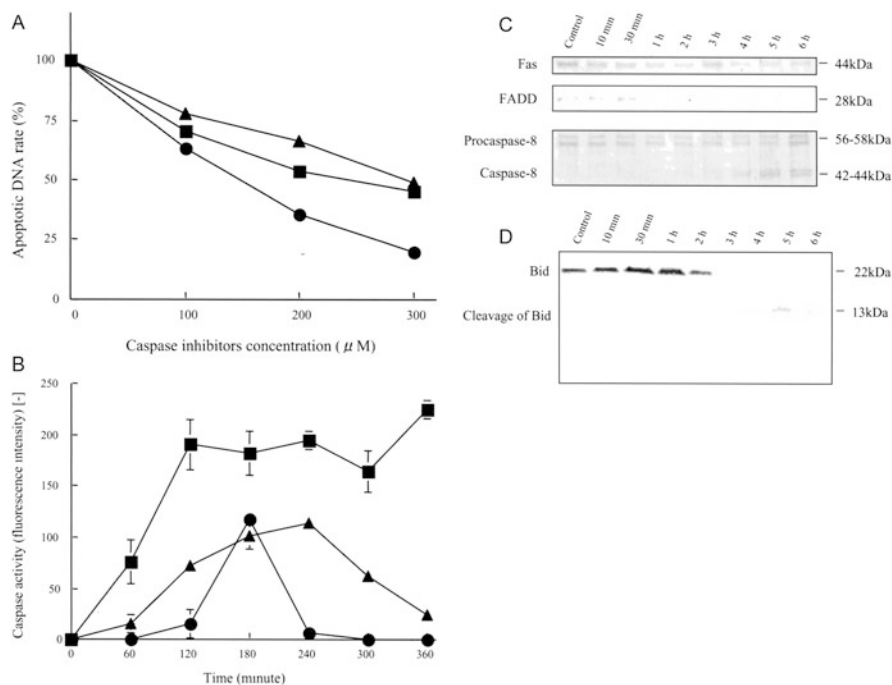 A
Apoptotic DNA rate (%)
100
75
50
25
0
0 100 200 300
Caspase inhibitors concentration ( μ M)
B
Caspase activity (fluorescence intensity) [-]
250
200
150
100
50
0
0 60 120 180 240 300 360
Time (minute)
C
Control 10 min 30 min 1 h 2 h 3 h 4 h 5 h 6 h
Fas 44kDa
FADD 28kDa
Procaspase-8 56-58kDa
Caspase-8 42-44kDa
D
Control 10 min 30 min 1 h 2 h 3 h 4 h 5 h 6 h
Bid 22kDa
Cleavage of Bid 13kDa